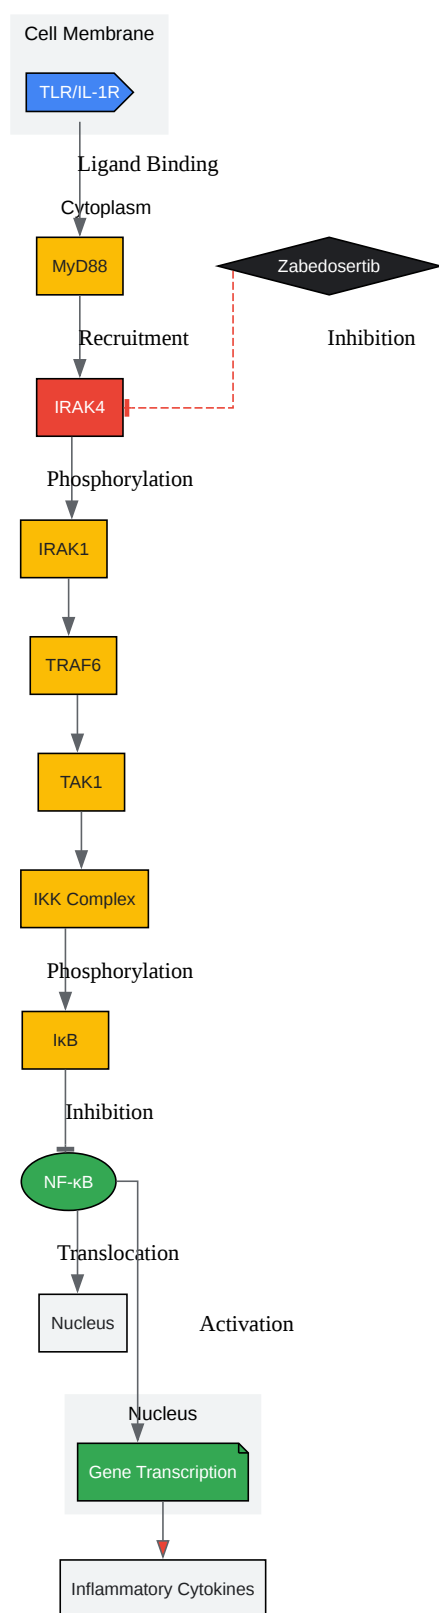 Cell Membrane
TLR/IL-1R
Ligand Binding
Cytoplasm
MyD88
Zabedosertib
Recruitment
Inhibition
IRAK4
Phosphorylation
IRAK1
TRAF6
TAK1
IKK Complex
Phosphorylation
IκB
Inhibition
NF-κB
Translocation
Nucleus
Activation
Nucleus
Gene Transcription
Inflammatory Cytokines